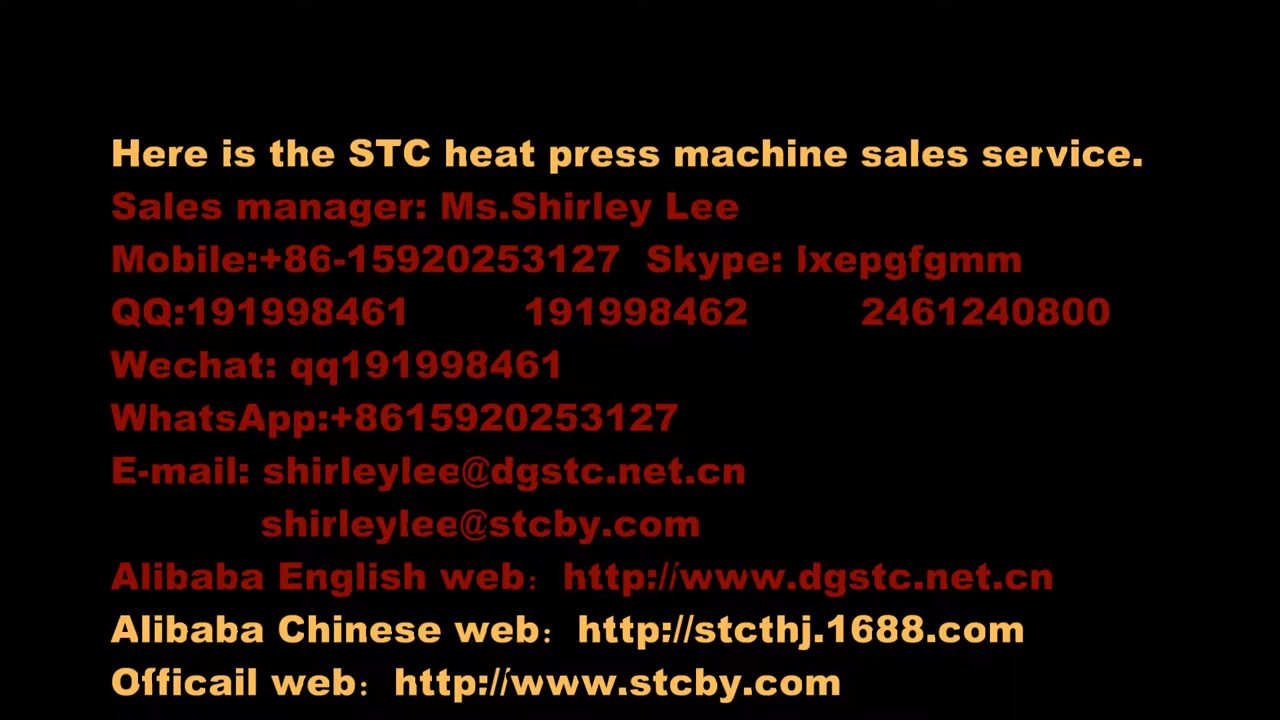 Here is the STC heat press machine sales service.
Sales manager: Ms.Shirley Lee
Mobile:+86-15920253127 Skype: lxepgfgmm
QQ:191998461 191998462 2461240800
Wechat: qq191998461
WhatsApp:+8615920253127
E-mail: shirleylee@dgstc.net.cn
shirleylee@stcby.com
Alibaba English web：http://www.dgstc.net.cn
Alibaba Chinese web：http://stcthj.1688.com
Officail web：http://www.stcby.com